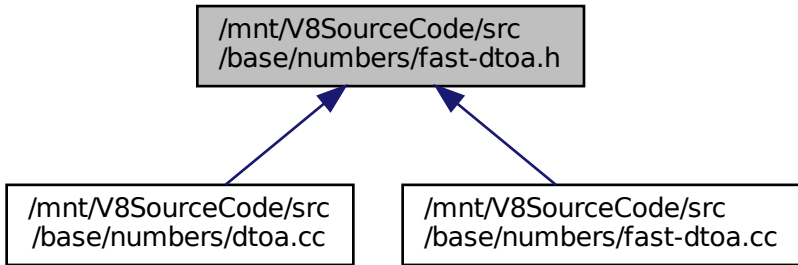 /mnt/V8SourceCode/src
/base/numbers/fast-dtoa.h
/mnt/V8SourceCode/src
/base/numbers/dtoa.cc
/mnt/V8SourceCode/src
/base/numbers/fast-dtoa.cc